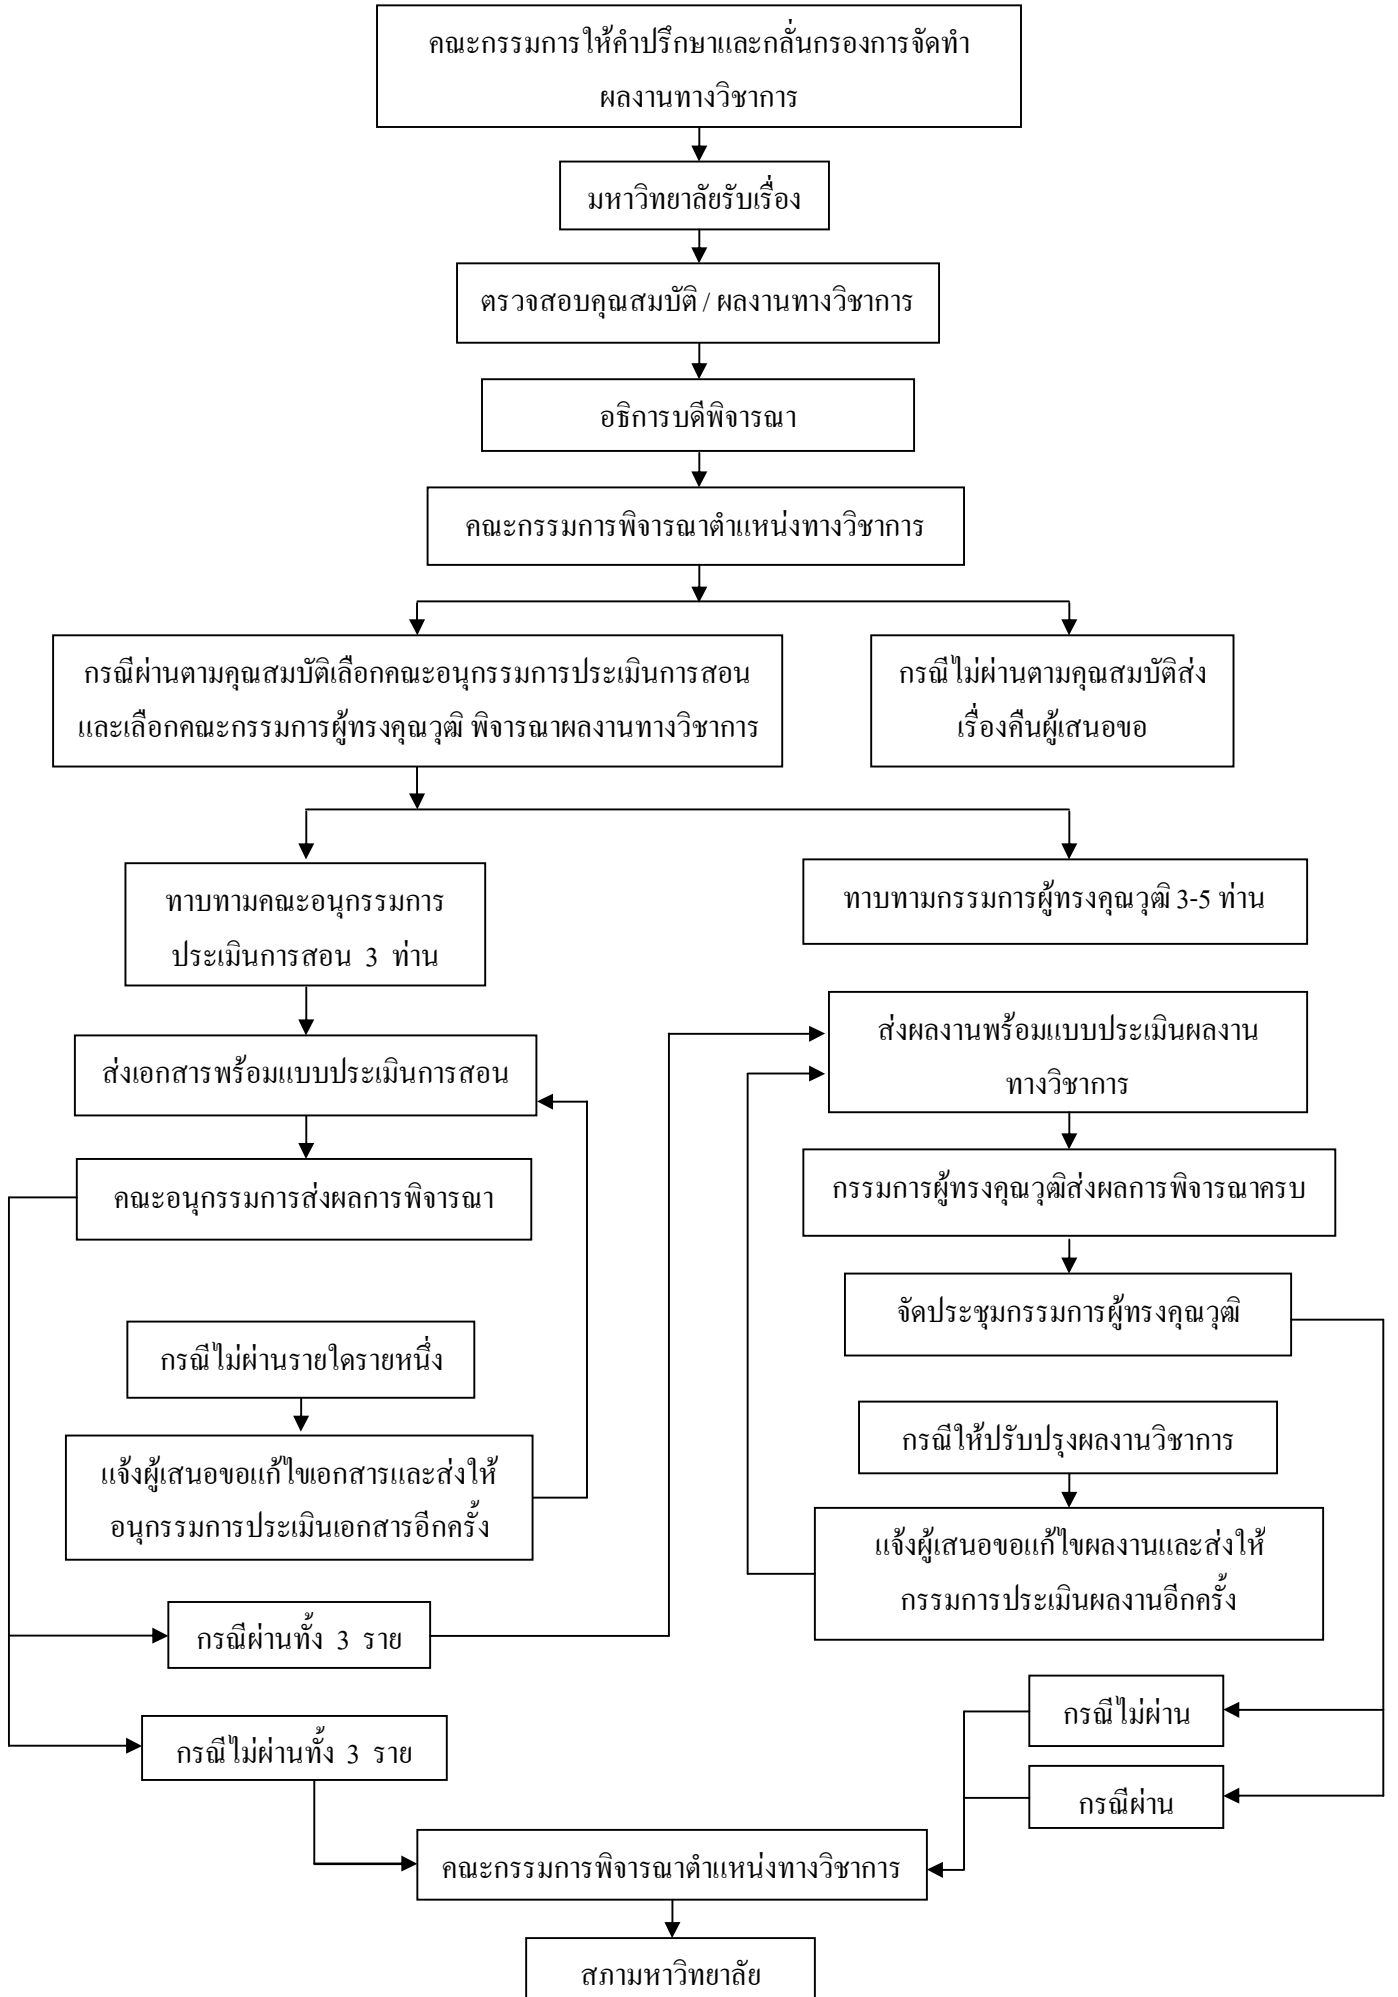 คณะกรรมการให้คำปรึกษาและกลั่นกรองการจัดทำ
ผลงานทางวิชาการ
มหาวิทยาลัยรับเรื่อง
ตรวจสอบคุณสมบัติ / ผลงานทางวิชาการ
อธิการบดีพิจารณา
คณะกรรมการพิจารณาตำแหน่งทางวิชาการ
กรณีผ่านตามคุณสมบัติเลือกคณะอนุกรรมการประเมินการสอน
และเลือกคณะกรรมการผู้ทรงคุณวุฒิ พิจารณาผลงานทางวิชาการ
กรณีไม่ผ่านตามคุณสมบัติส่ง
เรื่องคืนผู้เสนอขอ
ทาบทามคณะอนุกรรมการ
ประเมินการสอน 3 ท่าน
ทาบทามกรรมการผู้ทรงคุณวุฒิ 3-5 ท่าน
ส่งเอกสารพร้อมแบบประเมินการสอน
ส่งผลงานพร้อมแบบประเมินผลงาน
ทางวิชาการ
คณะอนุกรรมการส่งผลการพิจารณา
กรรมการผู้ทรงคุณวุฒิส่งผลการพิจารณาครบ
จัดประชุมกรรมการผู้ทรงคุณวุฒิ
กรณีไม่ผ่านรายใดรายหนึ่ง
กรณีให้ปรับปรุงผลงานวิชาการ
แจ้งผู้เสนอขอแก้ไขเอกสารและส่งให้
อนุกรรมการประเมินเอกสารอีกครั้ง
แจ้งผู้เสนอขอแก้ไขผลงานและส่งให้
กรรมการประเมินผลงานอีกครั้ง
กรณีผ่านทั้ง 3 ราย
กรณีไม่ผ่าน
กรณีไม่ผ่านทั้ง 3 ราย
กรณีผ่าน
คณะกรรมการพิจารณาตำแหน่งทางวิชาการ
สภามหาวิทยาลัย